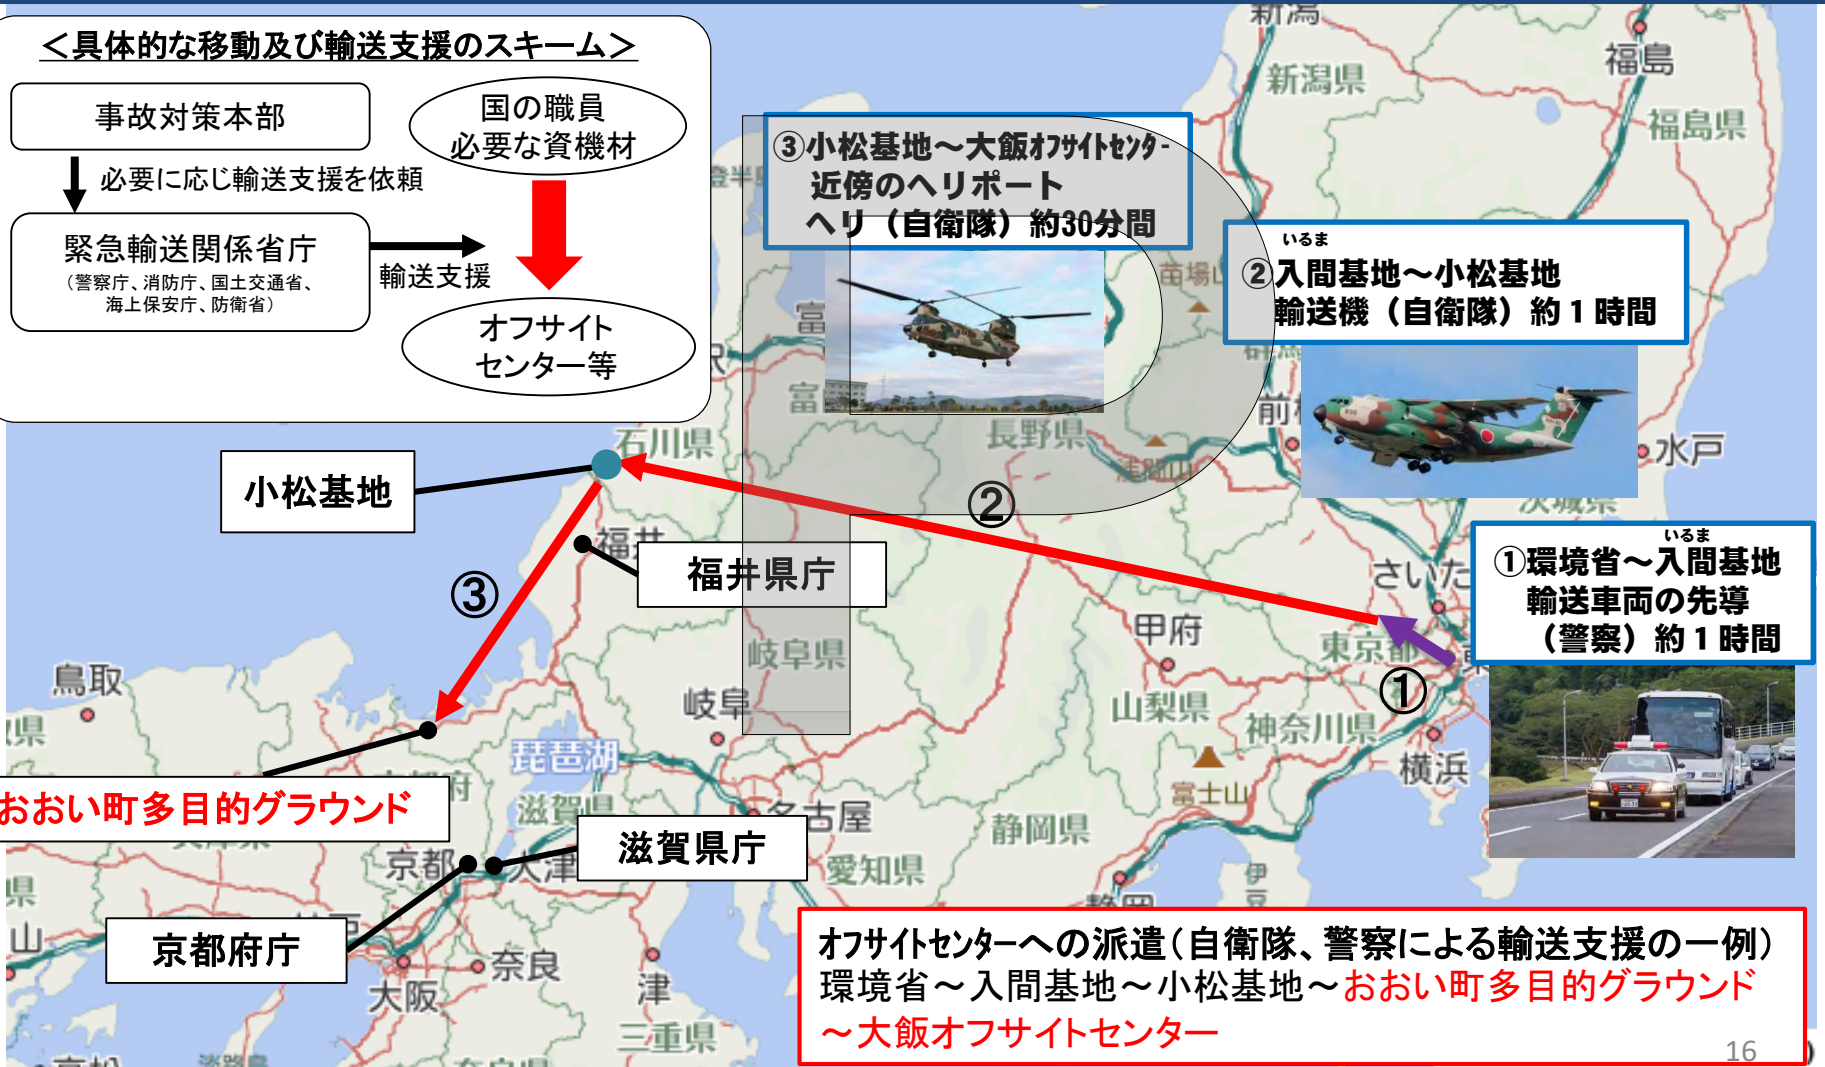 ＜具体的な移動及び輸送支援のスキーム＞
事故対策本部
必要に応じ輸送支援を依頼
緊急輸送関係省庁
（警察庁、消防庁、国土交通省、
海上保安庁、防衛省）
輸送支援
国の職員
必要な資機材
オフサイト
センター等
③小松基地～大飯ｵﾌｻｲﾄｾﾝﾀｰ
近傍のヘリポート
ヘリ（自衛隊）約30分間
いるま
②入間基地～小松基地
輸送機（自衛隊）約１時間
いるま
①環境省～入間基地
輸送車両の先導
（警察）約１時間
小松基地
福井県庁
おおい町多目的グラウンド
滋賀県庁
京都府庁
①
②
③
新潟
新潟県
福島
福島県
苗場山
石川県
長野県
浅間山
水戸
茨城県
福井
岐阜県
岐阜
甲府
山梨県
東京都
神奈川県
横浜
富士山
鳥取
琵琶湖
滋賀県
名古屋
愛知県
静岡県
静岡
京都
大津
大阪
奈良
津
三重県
ｵﾌｻｲﾄｾﾝﾀｰへの派遣（自衛隊、警察による輸送支援の一例）
環境省～入間基地～小松基地～おおい町多目的グラウンド
～大飯オフサイトセンター
16